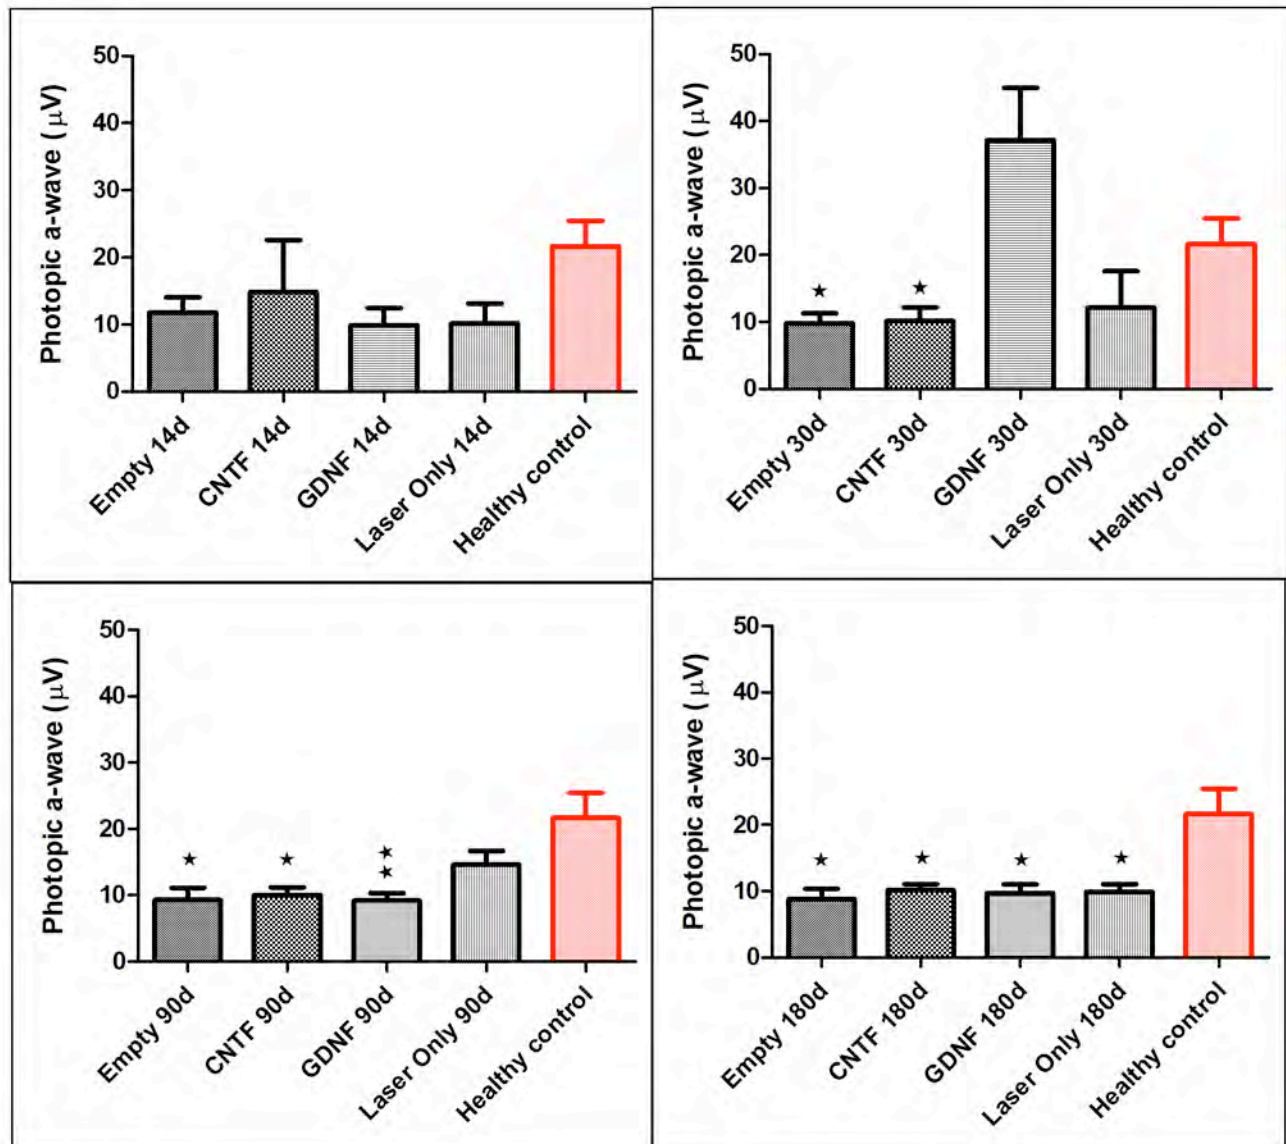 Photopic a-wave (μV)
50
40
30
20
10
0
Empty 14d
CNTF 14d
GDNF 14d
Laser Only 14d
Healthy control
Photopic a-wave (μV)
50
40
30
20
10
0
★
★
Empty 30d
CNTF 30d
GDNF 30d
Laser Only 30d
Healthy control
Photopic a-wave (μV)
50
40
30
20
10
0
★
★
★★
Empty 90d
CNTF 90d
GDNF 90d
Laser Only 90d
Healthy control
Photopic a-wave (μV)
50
40
30
20
10
0
★
★
★
★
Empty 180d
CNTF 180d
GDNF 180d
Laser Only 180d
Healthy control